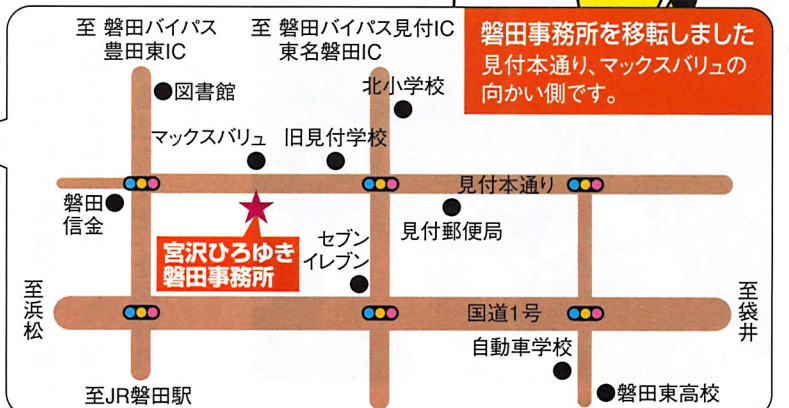 至 磐田バイパス
豊田東IC
至 磐田バイパス見付IC
東名磐田IC
磐田事務所を移転しました
見付本通り、マックスバリュの
向かい側です。
図書館
北小学校
マックスバリュ
旧見付学校
見付本通り
磐田
信金
見付郵便局
宮沢ひろゆき
磐田事務所
セブン
イレブン
至浜松
国道1号
至袋井
自動車学校
至JR磐田駅
磐田東高校